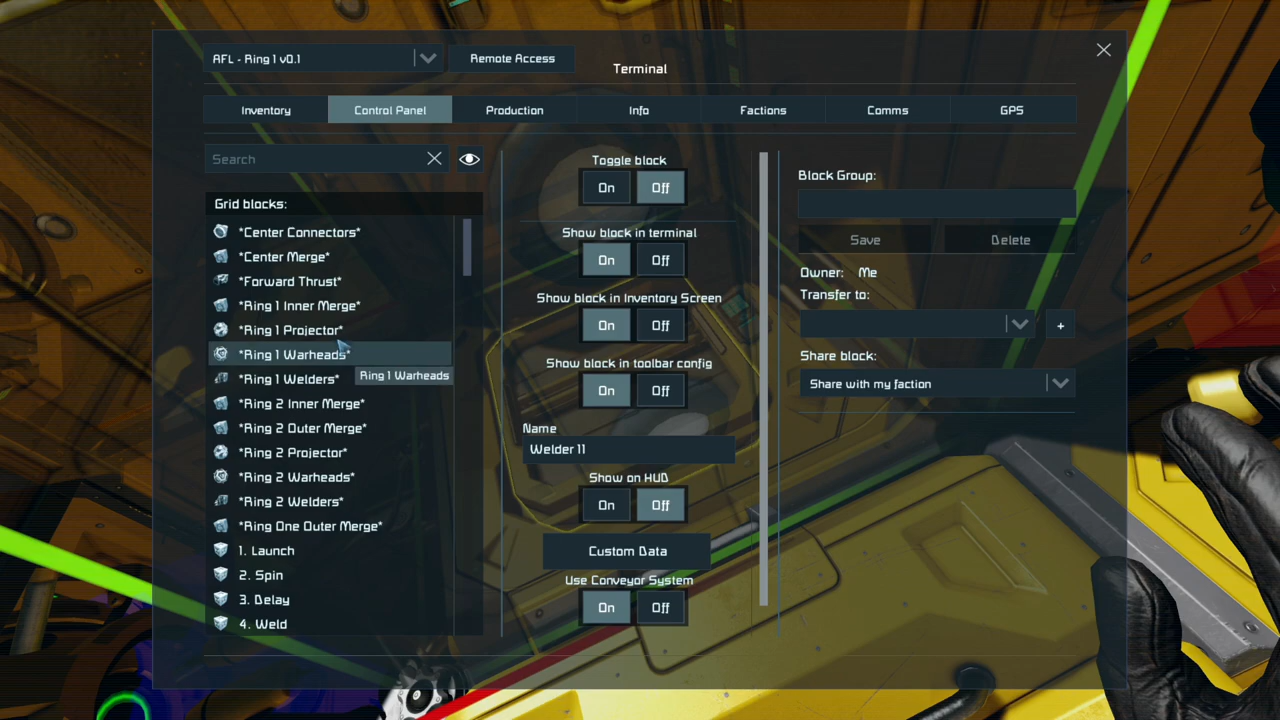 AFL - Ring 1 v0.1
Remote Access
Terminal
Inventory
Control Panel
Production
Info
Factions
Comms
GPS
Search
Grid blocks:
*Center Connectors*
*Center Merge*
*Forward Thrust*
*Ring 1 Inner Merge*
*Ring 1 Projector*
*Ring 1 Warheads*
Ring 1 Warheads
*Ring 1 Welders*
*Ring 2 Inner Merge*
*Ring 2 Outer Merge*
*Ring 2 Projector*
*Ring 2 Warheads*
*Ring 2 Welders*
*Ring One Outer Merge*
1. Launch
2. Spin
3. Delay
4. Weld
Toggle block
On Off
Show block in terminal
On Off
Show block in Inventory Screen
On Off
Show block in toolbar config
On Off
Name
Welder 11
Show on HUD
On Off
Custom Data
Use Conveyor System
On Off
Block Group:
Save Delete
Owner: Me
Transfer to:
+
Share block:
Share with my faction